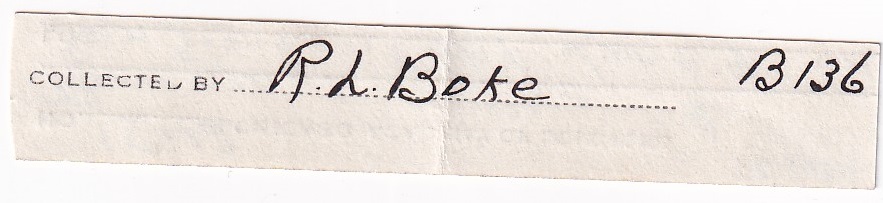 COLLECTED BY R. L. Boke B136